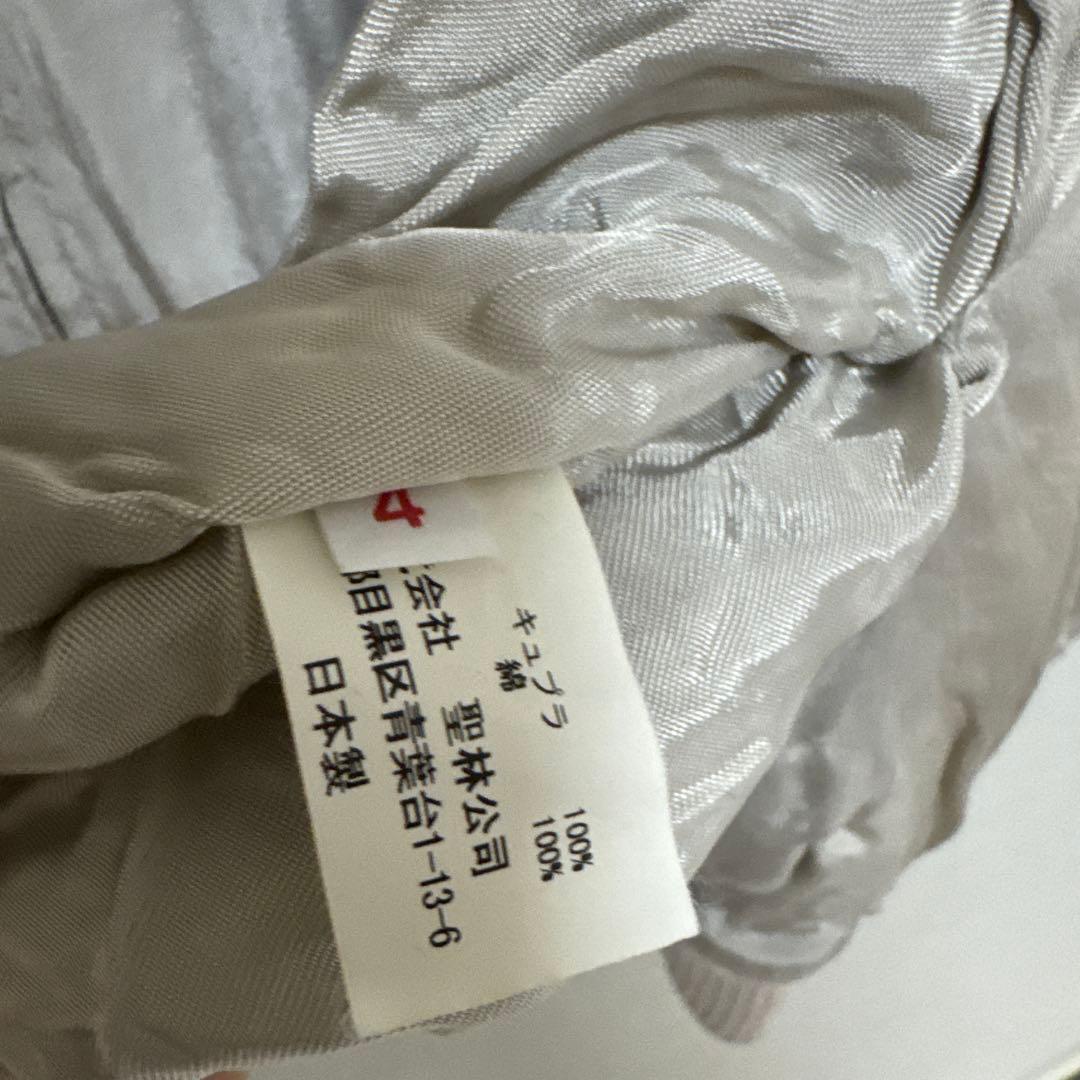 4
キュプラ 100%
綿 100%
会社 聖林公司
目黒区青葉台1-13-6
日本製